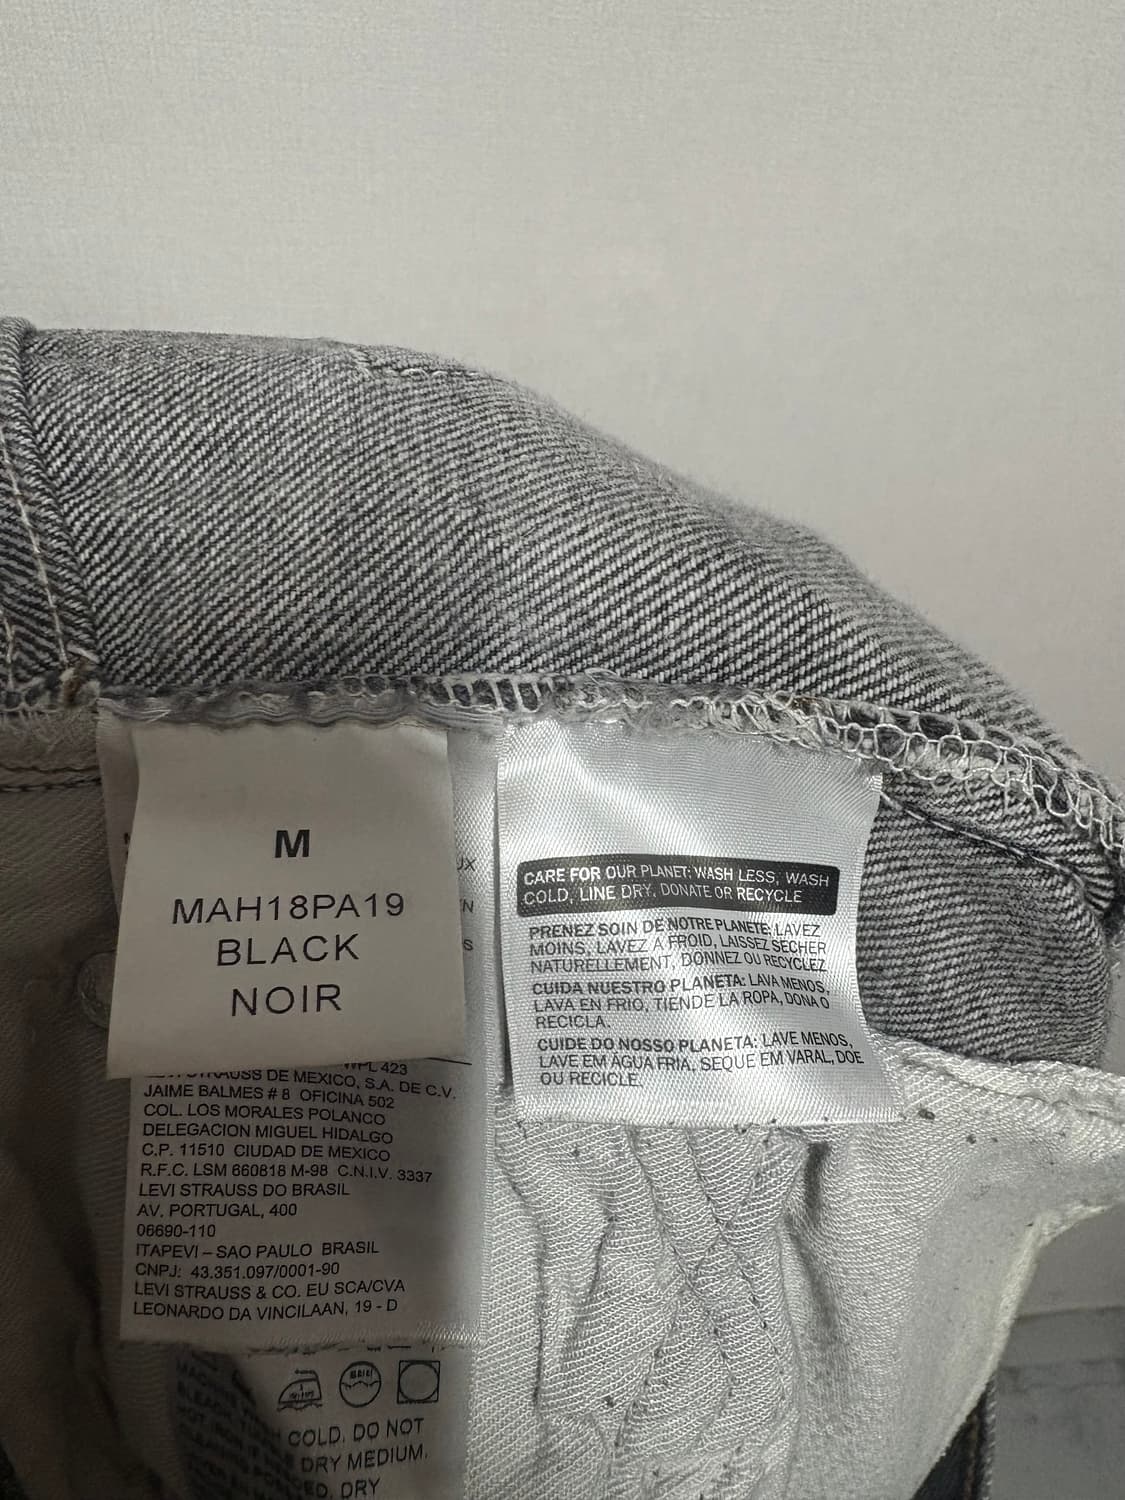 M
MAH18PA19
BLACK
NOIR
WPL 423
STRAUSS DE MEXICO, S.A. DE C.V.
JAIME BALMES # 8 OFICINA 502
COL. LOS MORALES POLANCO
DELEGACION MIGUEL HIDALGO
C.P. 11510 CIUDAD DE MEXICO
R.F.C. LSM 660818 M-98 C.N.I.V. 3337
LEVI STRAUSS DO BRASIL
AV. PORTUGAL, 400
06690-110
ITAPEVI – SAO PAULO BRASIL
CNPJ: 43.351.097/0001-90
LEVI STRAUSS & CO. EU SCA/CVA
LEONARDO DA VINCILAAN, 19 - D
COLD. DO NOT
DRY MEDIUM.
DRY
CARE FOR OUR PLANET: WASH LESS, WASH
COLD, LINE DRY, DONATE OR RECYCLE
PRENEZ SOIN DE NOTRE PLANETE: LAVEZ
MOINS, LAVEZ A FROID, LAISSEZ SECHER
NATURELLEMENT, DONNEZ OU RECYCLEZ
CUIDA NUESTRO PLANETA: LAVA MENOS,
LAVA EN FRIO, TIENDE LA ROPA, DONA O
RECICLA.
CUIDE DO NOSSO PLANETA: LAVE MENOS,
LAVE EM ÁGUA FRIA, SEQUE EM VARAL, DOE
OU RECICLE.